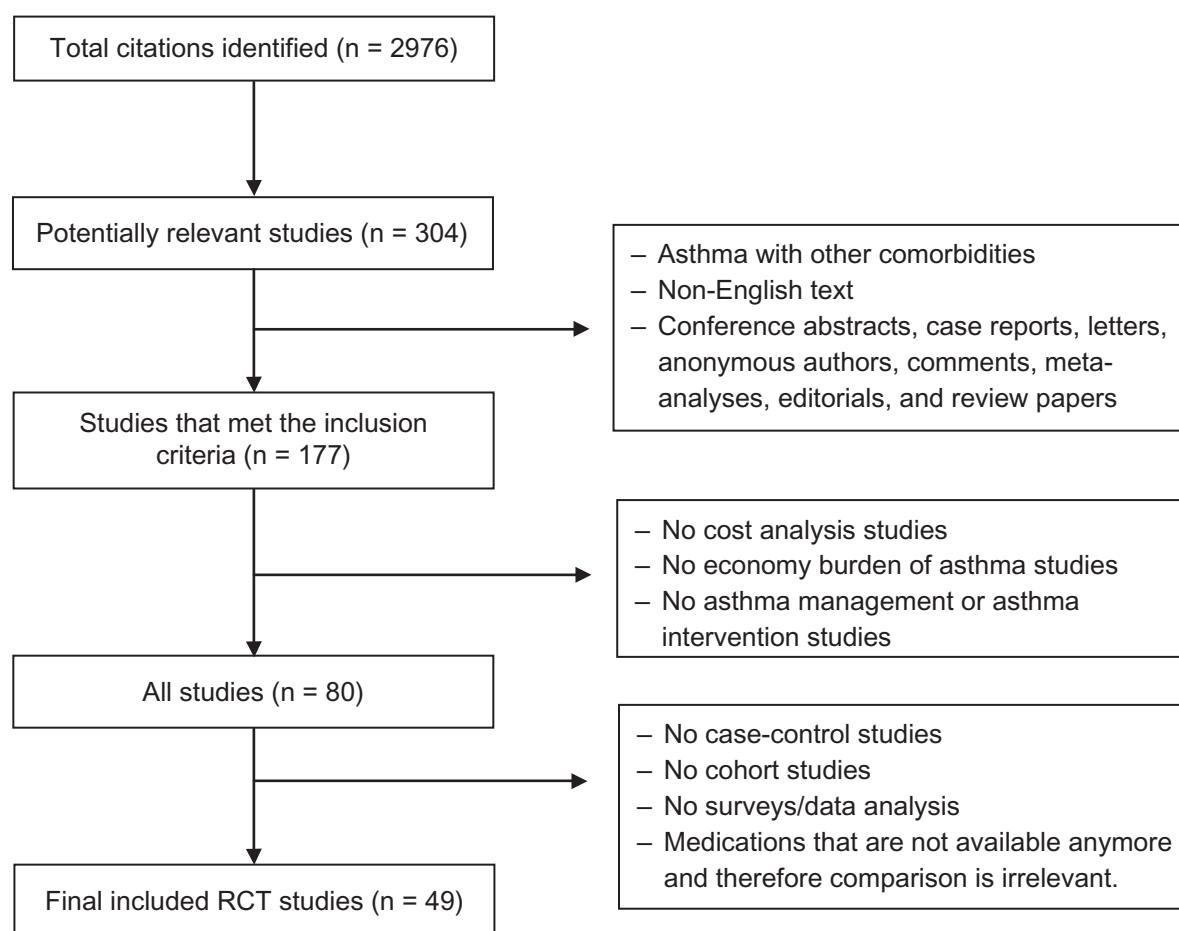 Total citations identified (n = 2976)
Potentially relevant studies (n = 304)
– Asthma with other comorbidities
– Non-English text
– Conference abstracts, case reports, letters,
anonymous authors, comments, meta-
analyses, editorials, and review papers
Studies that met the inclusion
criteria (n = 177)
– No cost analysis studies
– No economy burden of asthma studies
– No asthma management or asthma
intervention studies
All studies (n = 80)
– No case-control studies
– No cohort studies
– No surveys/data analysis
– Medications that are not available anymore
and therefore comparison is irrelevant.
Final included RCT studies (n = 49)